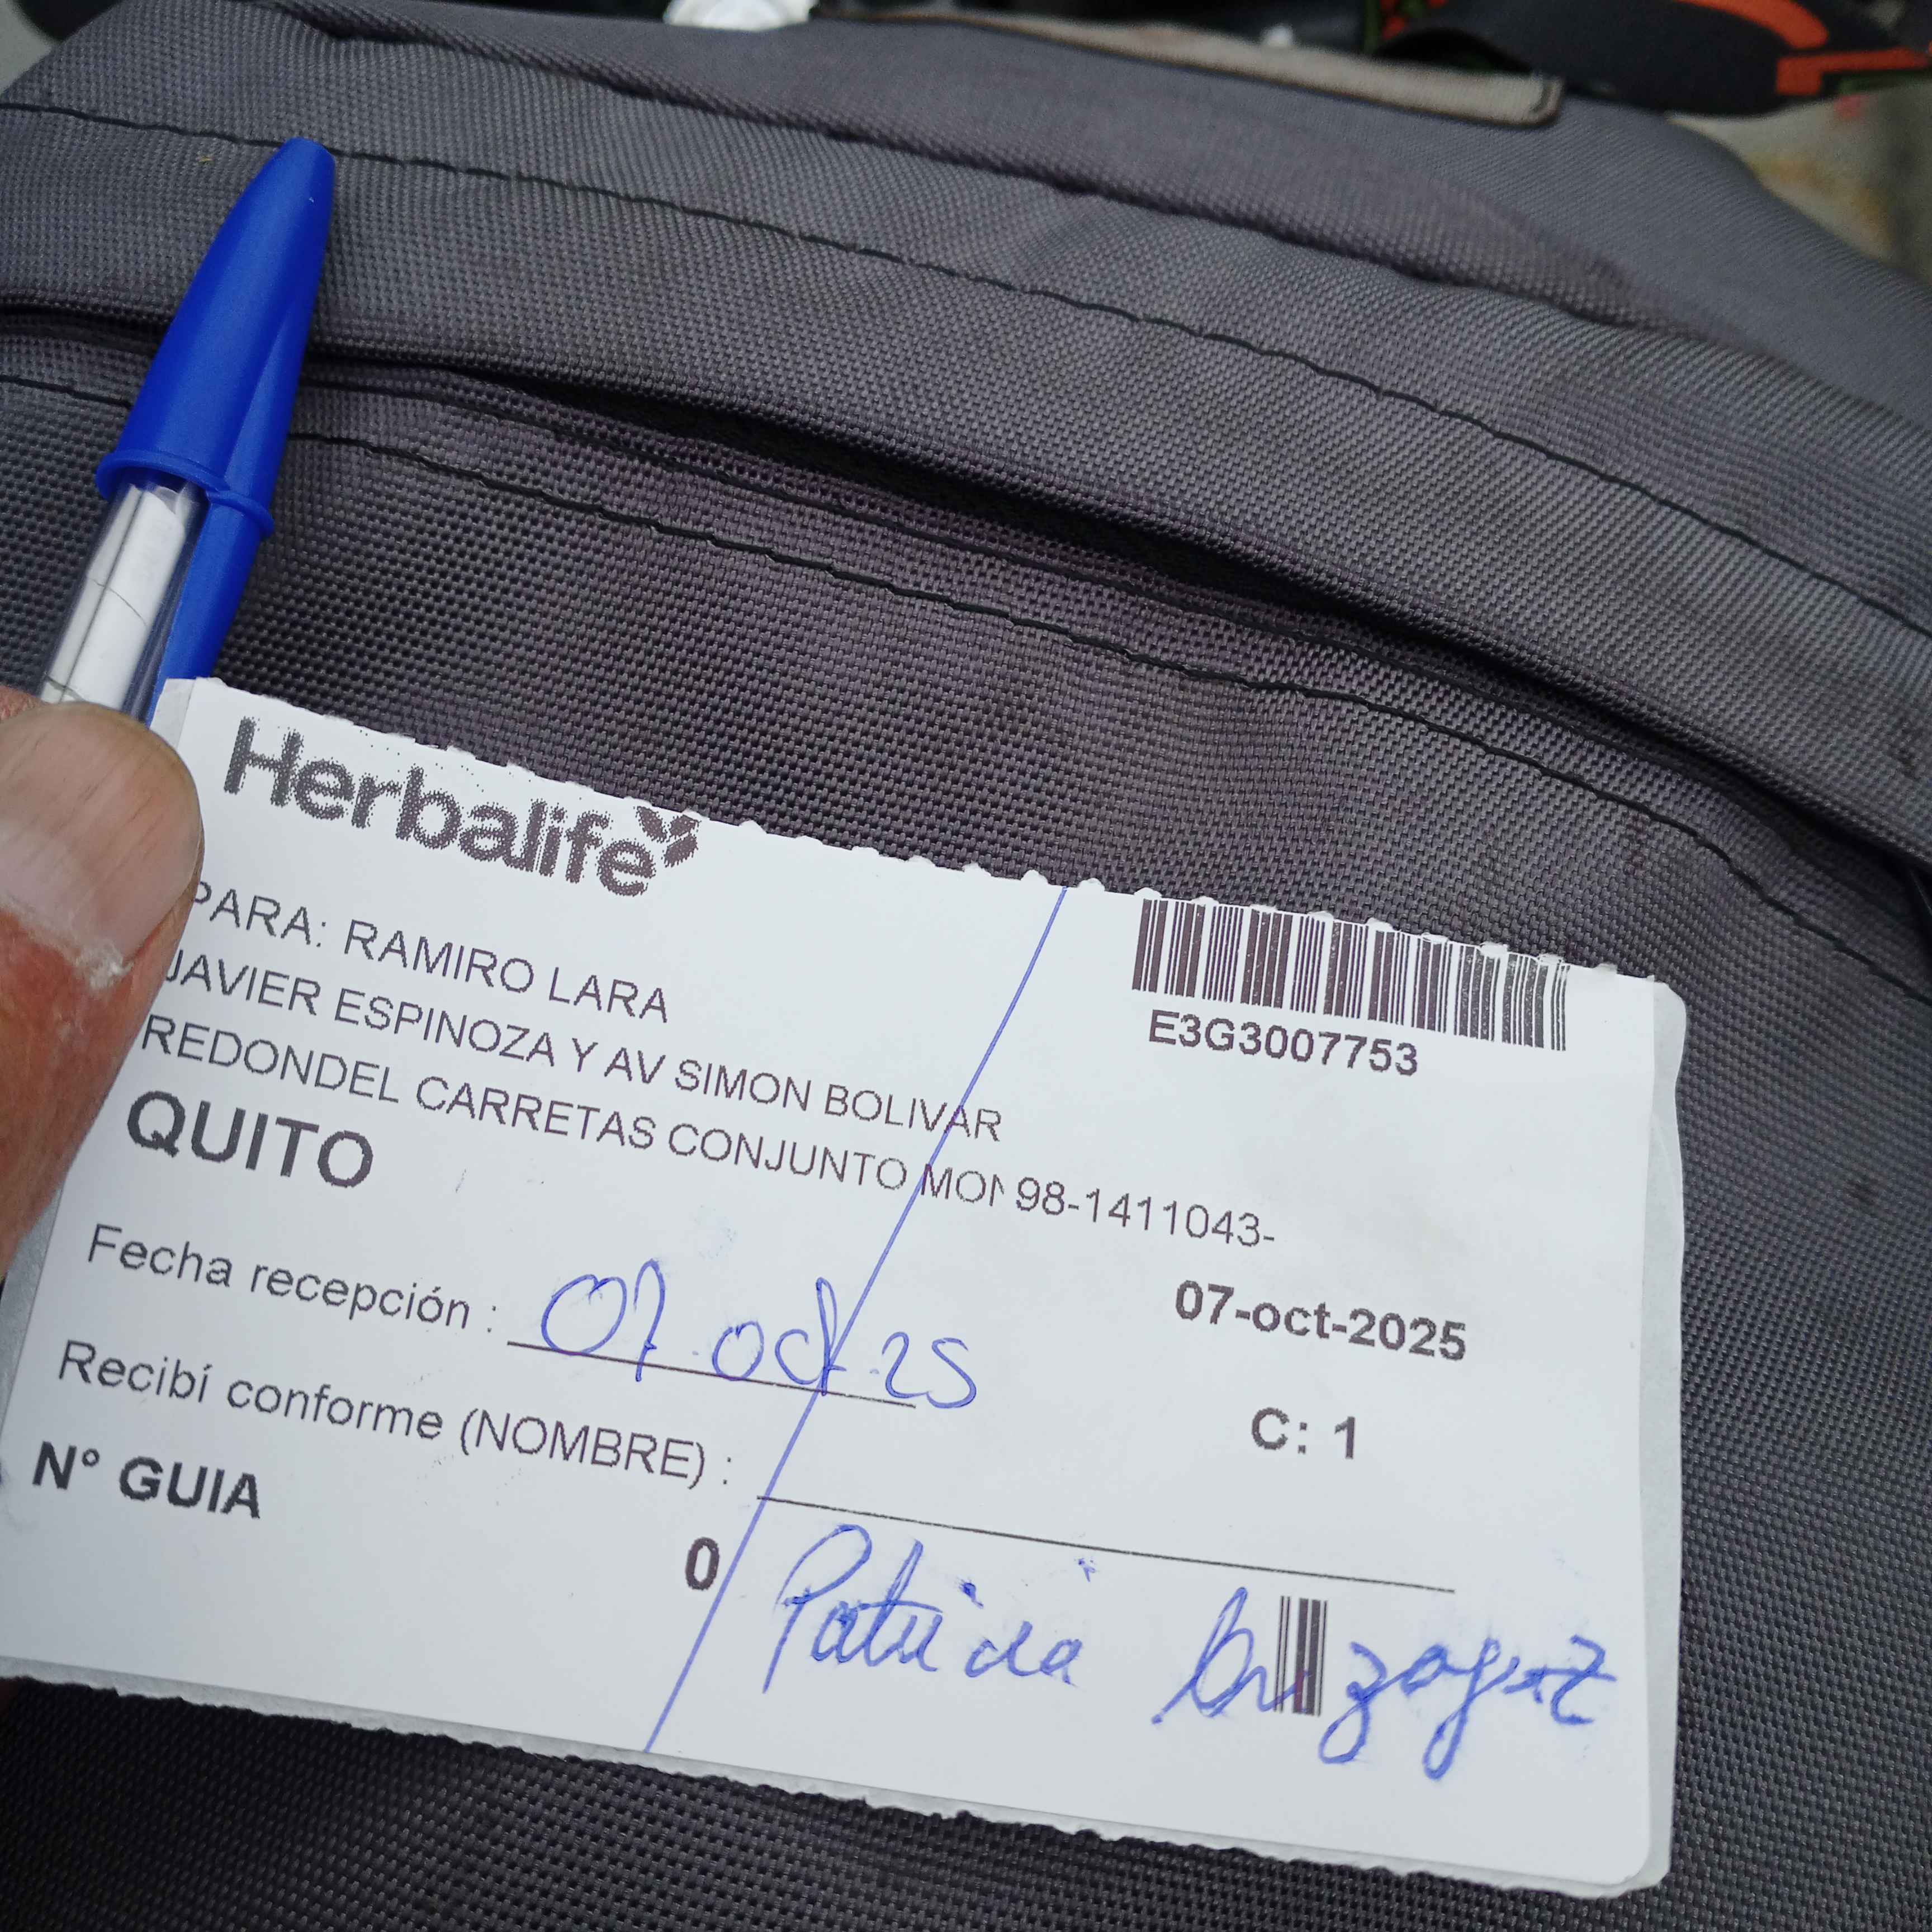 Herbalife
E3G3007753
PARA: RAMIRO LARA
JAVIER ESPINOZA Y AV SIMON BOLIVAR
REDONDEL CARRETAS CONJUNTO MON 98-1411043-
QUITO
07-oct-2025
Fecha recepción : 07.oct.25
C: 1
Recibí conforme (NOMBRE) :
N° GUIA
0
Patricia